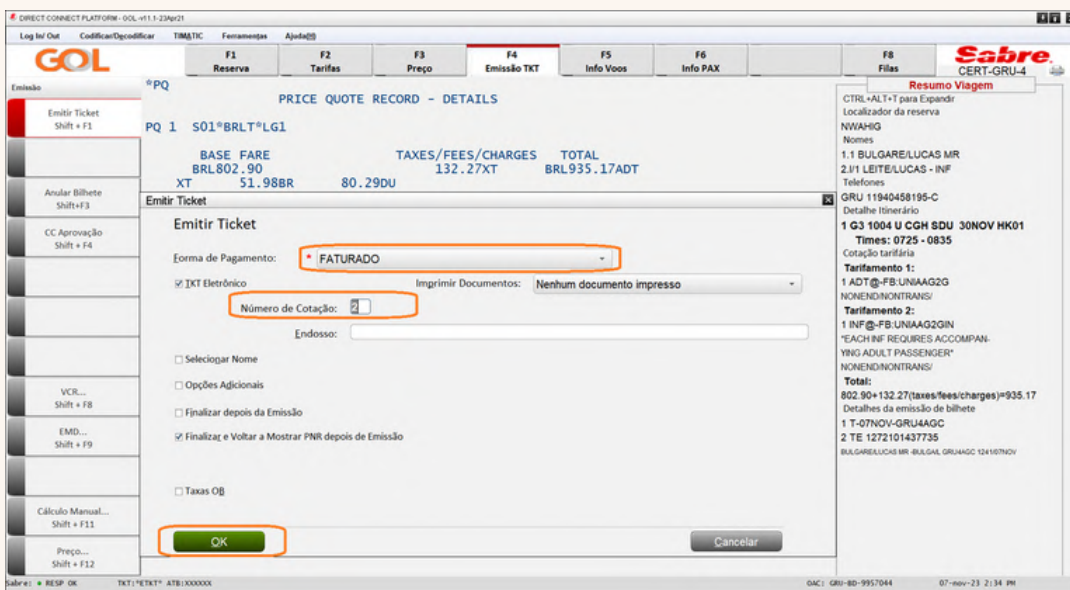 DIRECT CONNECT PLATFORM - GOL -v11.1-23Apr21
Log In/ Out Codificar/Decodificar TIMATIC Ferramentas Ajuda(H)
GOL
F1 Reserva
F2 Tarifas
F3 Preço
F4 Emissão TKT
F5 Info Voos
F6 Info PAX
F8 Filas
Sabre.
CERT-GRU-4
Emissão
Emitir Ticket
Shift + F1
Anular Bilhete
Shift+F3
CC Aprovação
Shift + F4
VCR...
Shift + F8
EMD...
Shift + F9
Cálculo Manual...
Shift + F11
Preço...
Shift + F12
*PQ
PRICE QUOTE RECORD - DETAILS
PQ 1 S01*BRLT*LG1
BASE FARE TAXES/FEES/CHARGES TOTAL
BRL802.90 132.27XT BRL935.17ADT
XT 51.98BR 80.29DU
Emitir Ticket
Emitir Ticket
Forma de Pagamento: * FATURADO
TKT Eletrônico Imprimir Documentos: Nenhum documento impresso
Número de Cotação: 2
Endosso:
Selecionar Nome
Opções Adicionais
Finalizar depois da Emissão
Finalizar e Voltar a Mostrar PNR depois de Emissão
Taxas OB
OK Cancelar
Resumo Viagem
CTRL+ALT+T para Expandir
Localizador da reserva
NWAHIG
Nomes
1.1 BULGARE/LUCAS MR
2.I/1 LEITE/LUCAS - INF
Telefones
GRU 11940458195-C
Detalhe Itinerário
1 G3 1004 U CGH SDU 30NOV HK01
Times: 0725 - 0835
Cotação tarifária
Tarifamento 1:
1 ADT@-FB:UNIAAG2G
NONEND/NONTRANS/
Tarifamento 2:
1 INF@-FB:UNIAAG2GIN
*EACH INF REQUIRES ACCOMPAN-
YING ADULT PASSENGER*
NONEND/NONTRANS/
Total:
802.90+132.27(taxes/fees/charges)=935.17
Detalhes da emissão de bilhete
1 T-07NOV-GRU4AGC
2 TE 1272101437735
BULGARE/LUCAS MR -BULGA/L GRU4AGC 1241/07NOV
Sabre: RESP OK TKT:*ETKT* ATB:XXXXXX OAC: GRU-BD-9957044 07-nov-23 2:34 PM